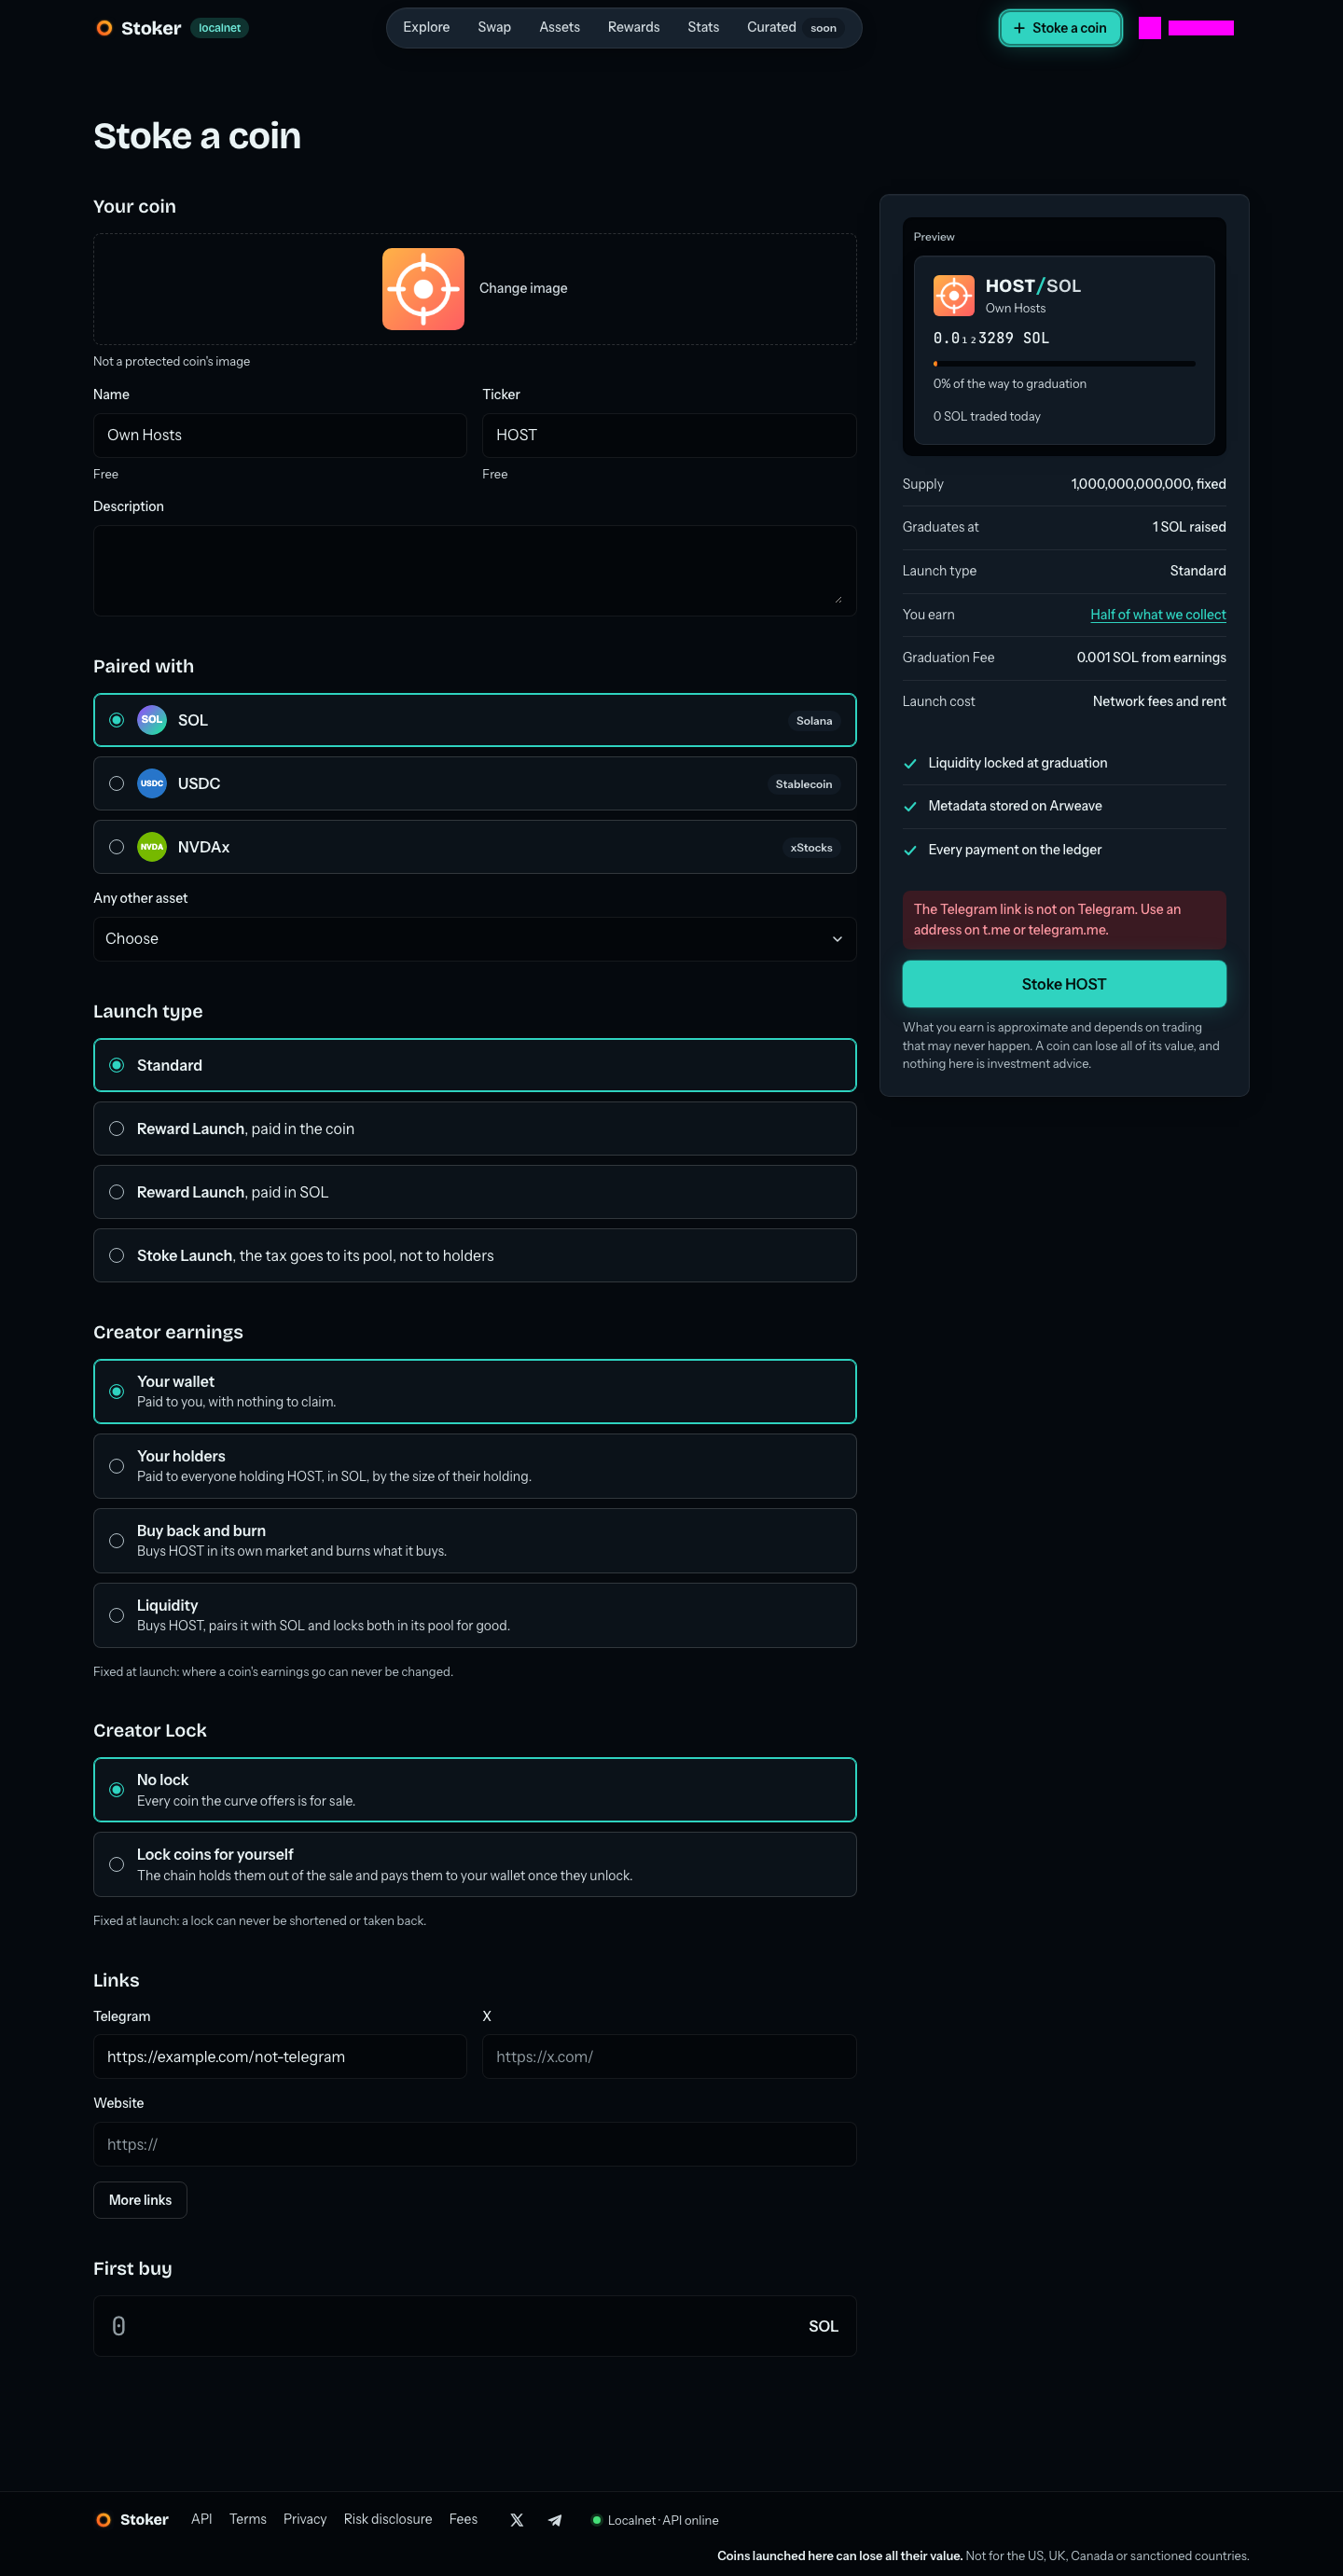 Stoker localnet Explore Swap Assets Rewards Stats Curated soon + Stoke a coin
Stoke a coin
Your coin
Change image
Not a protected coin's image
Name Ticker
Own Hosts HOST
Free Free
Description
Paired with
SOL SOL Solana
USDC USDC Stablecoin
NVDA NVDAx xStocks
Any other asset
Choose
Launch type
Standard
Reward Launch, paid in the coin
Reward Launch, paid in SOL
Stoke Launch, the tax goes to its pool, not to holders
Creator earnings
Your wallet
Paid to you, with nothing to claim.
Your holders
Paid to everyone holding HOST, in SOL, by the size of their holding.
Buy back and burn
Buys HOST in its own market and burns what it buys.
Liquidity
Buys HOST, pairs it with SOL and locks both in its pool for good.
Fixed at launch: where a coin's earnings go can never be changed.
Creator Lock
No lock
Every coin the curve offers is for sale.
Lock coins for yourself
The chain holds them out of the sale and pays them to your wallet once they unlock.
Fixed at launch: a lock can never be shortened or taken back.
Links
Telegram X
https://example.com/not-telegram https://x.com/
Website
https://
More links
First buy
0 SOL
Preview
HOST/SOL
Own Hosts
0.0₁₂3289 SOL
0% of the way to graduation
0 SOL traded today
Supply 1,000,000,000,000, fixed
Graduates at 1 SOL raised
Launch type Standard
You earn Half of what we collect
Graduation Fee 0.001 SOL from earnings
Launch cost Network fees and rent
Liquidity locked at graduation
Metadata stored on Arweave
Every payment on the ledger
The Telegram link is not on Telegram. Use an
address on t.me or telegram.me.
Stoke HOST
What you earn is approximate and depends on trading
that may never happen. A coin can lose all of its value, and
nothing here is investment advice.
Stoker API Terms Privacy Risk disclosure Fees Localnet · API online
Coins launched here can lose all their value. Not for the US, UK, Canada or sanctioned countries.